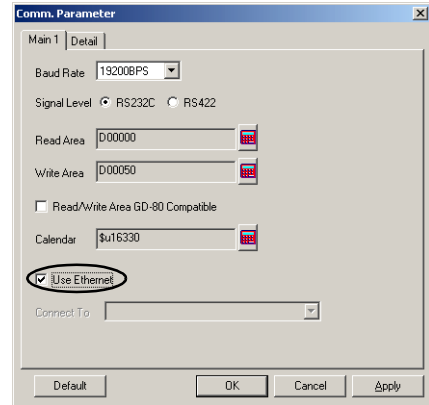 Comm. Parameter
Main 1 Detail
Baud Rate 19200BPS
Signal Level RS232C RS422
Read Area D00000
Write Area D00050
Read/Write Area GD-80 Compatible
Calendar $u16330
Use Ethernet
Connect To
Default OK Cancel Apply